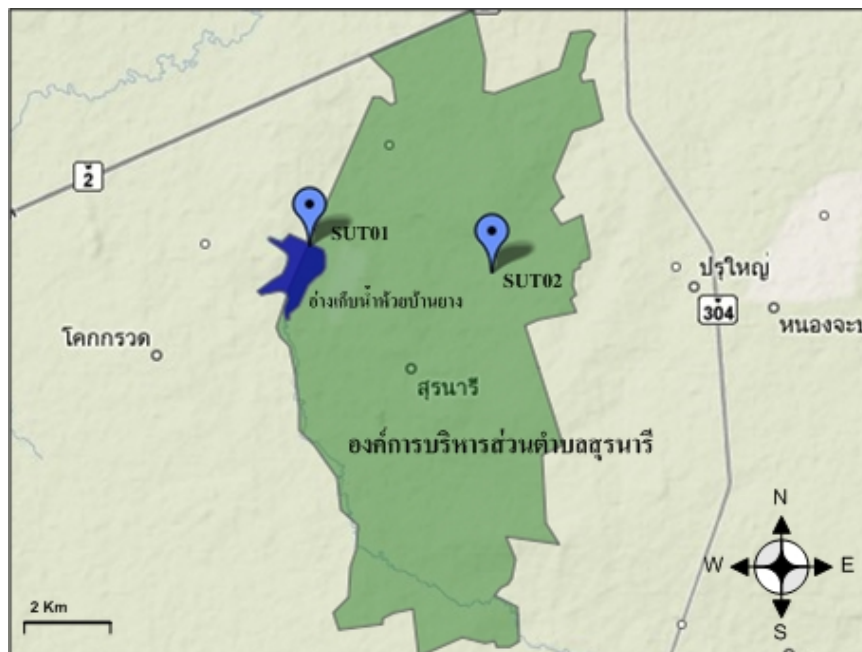 2
SUT01
SUT02
ปรุใหญ่
อ่างเก็บน้ำห้วยบ้านยาง
304
โคกกรวด
สุรนารี
องค์การบริหารส่วนตำบลสุรนารี
N
W
E
S
2 Km